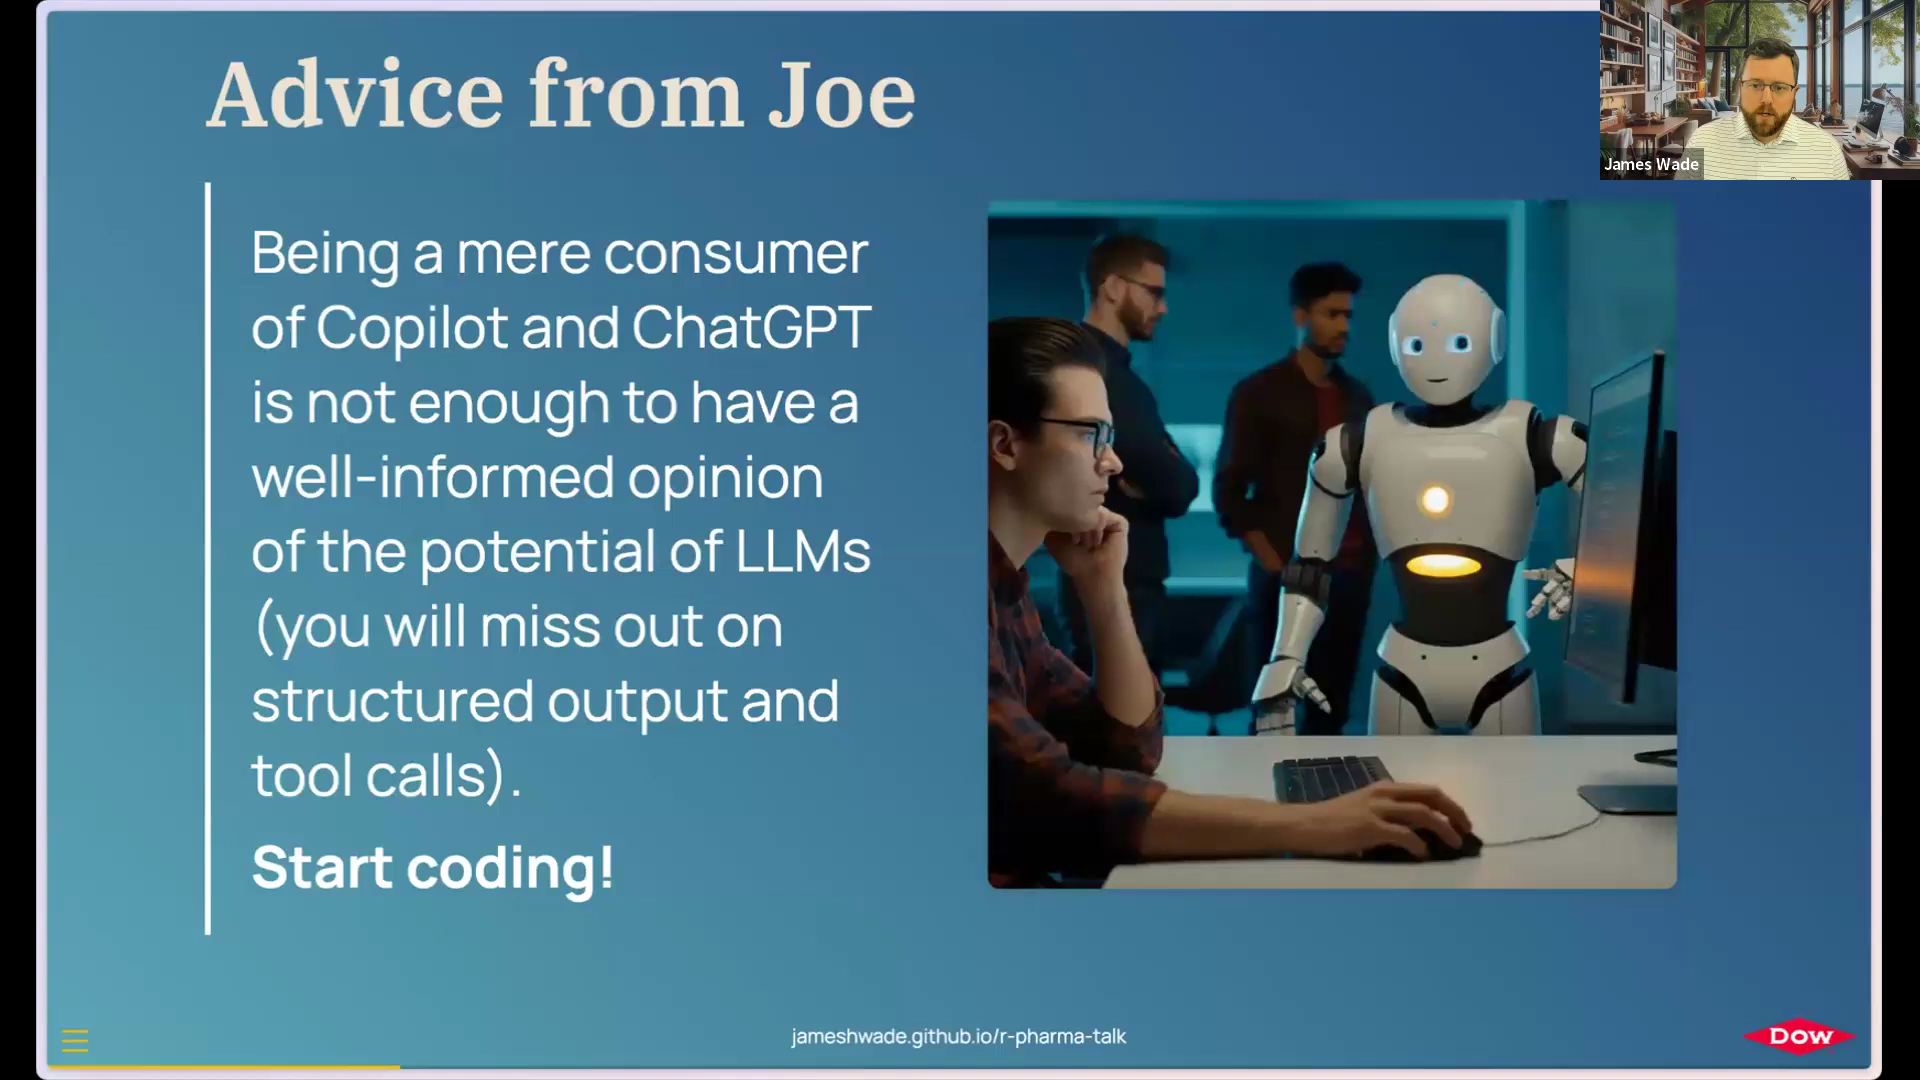 Advice from Joe
James Wade
Being a mere consumer
of Copilot and ChatGPT
is not enough to have a
well-informed opinion
of the potential of LLMs
(you will miss out on
structured output and
tool calls).
Start coding!
jameshwade.github.io/r-pharma-talk
Dow